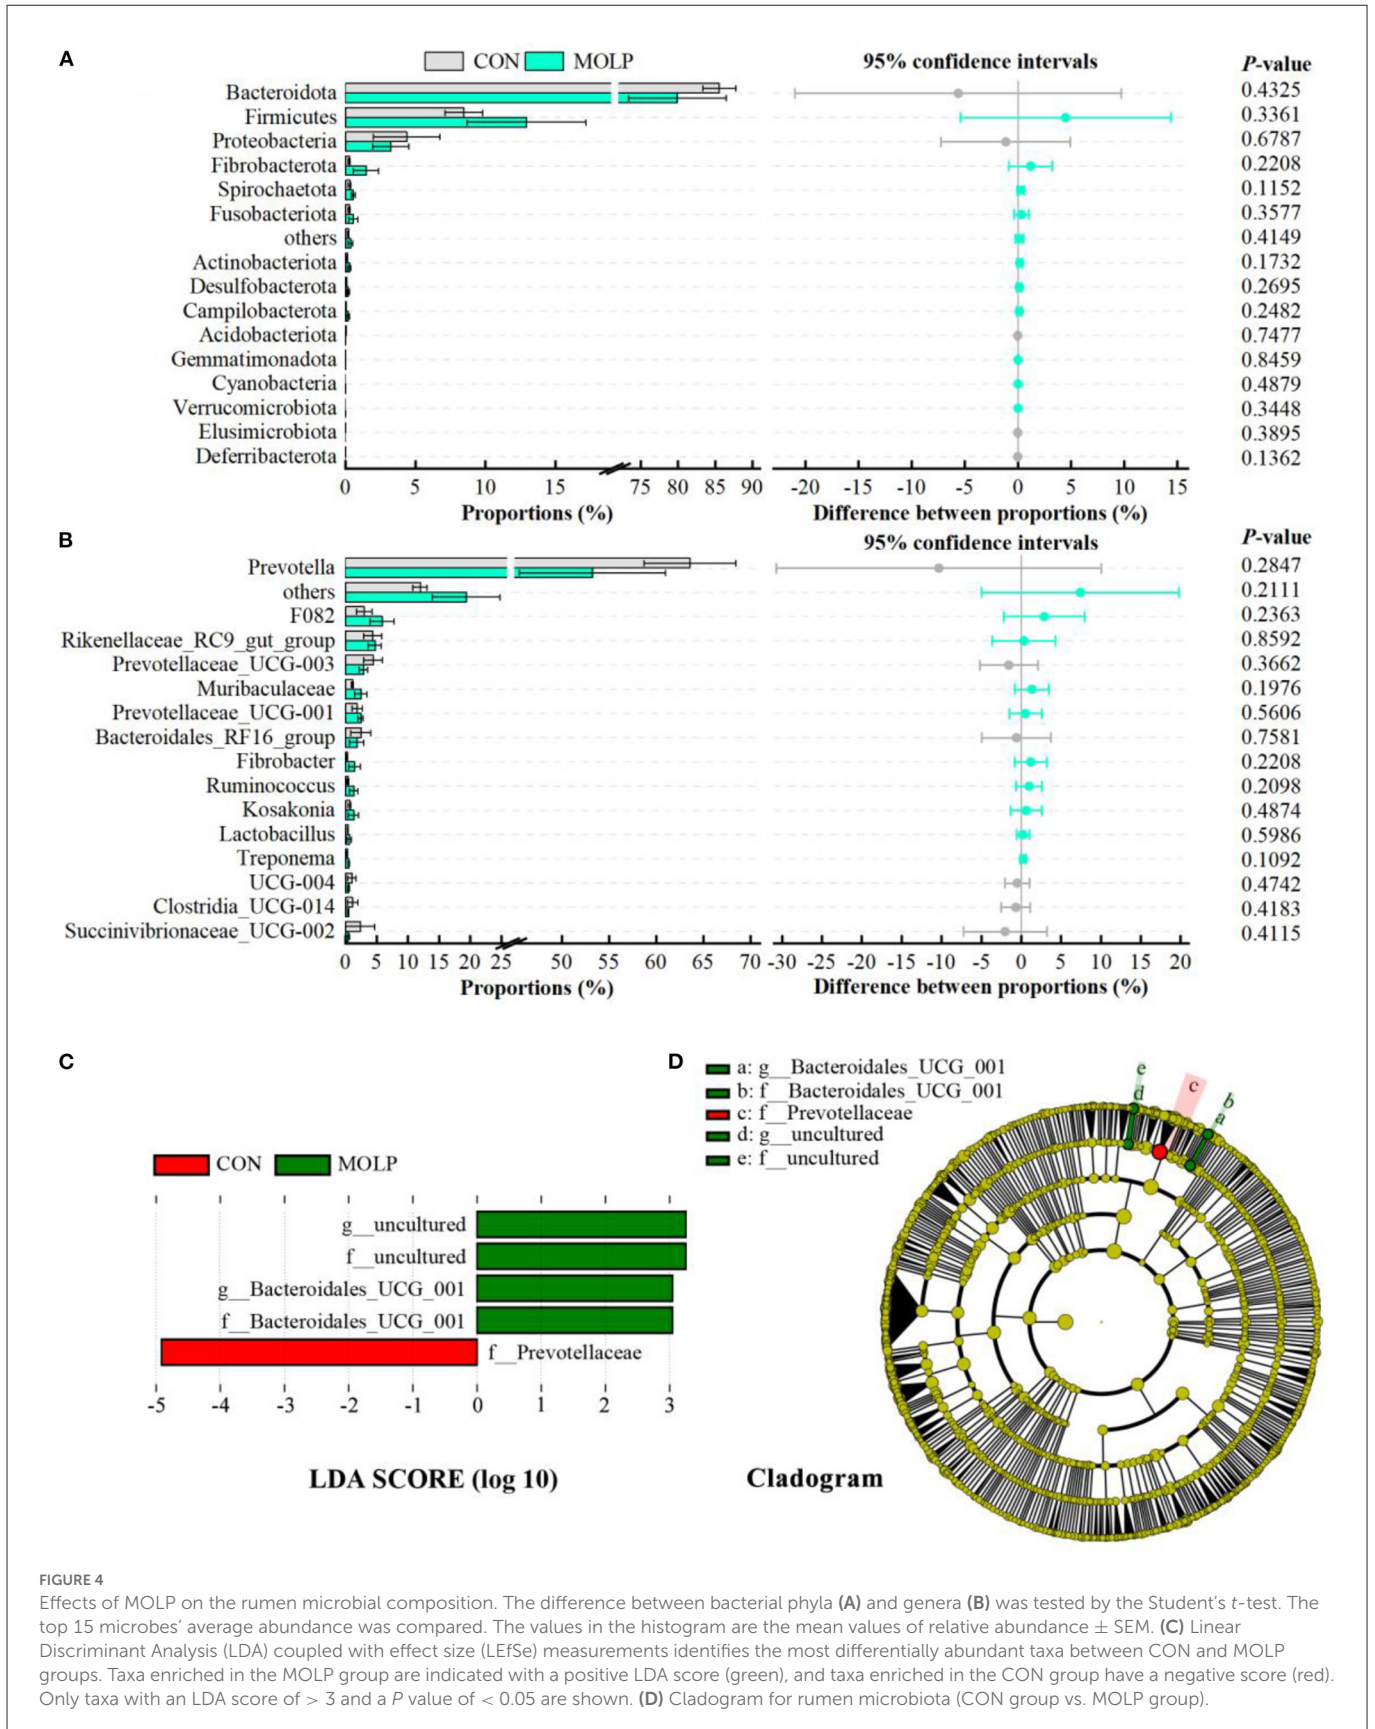 A
CON MOLP
95% confidence intervals
P-value
Bacteroidota 0.4325
Firmicutes 0.3361
Proteobacteria 0.6787
Fibrobacterota 0.2208
Spirochaetota 0.1152
Fusobacteriota 0.3577
others 0.4149
Actinobacteriota 0.1732
Desulfobacterota 0.2695
Campilobacterota 0.2482
Acidobacteriota 0.7477
Gemmatimonadota 0.8459
Cyanobacteria 0.4879
Verrucomicrobiota 0.3448
Elusimicrobiota 0.3895
Deferribacterota 0.1362
0 5 10 15 75 85 85 90 -20 -15 -10 -5 0 5 10 15
Proportions (%) Difference between proportions (%)
B
95% confidence intervals
P-value
Prevotella 0.2847
others 0.2111
F082 0.2363
Rikenellaceae_RC9_gut_group 0.8592
Prevotellaceae_UCG-003 0.3662
Muribaculaceae 0.1976
Prevotellaceae_UCG-001 0.5606
Bacteroidales_RF16_group 0.7581
Fibrobacter 0.2208
Ruminococcus 0.2098
Kosakonia 0.4874
Lactobacillus 0.5986
Treponema 0.1092
UCG-004 0.4742
Clostridia_UCG-014 0.4183
Succinivibrionaceae_UCG-002 0.4115
0 5 10 15 20 25 50 55 60 65 70 -30 -25 -20 -15 -10 -5 0 5 10 15 20
Proportions (%) Difference between proportions (%)
C
CON MOLP
g__uncultured
f__uncultured
g__Bacteroidales_UCG_001
f__Bacteroidales_UCG_001
f__Prevotellaceae
-5 -4 -3 -2 -1 0 1 2 3
LDA SCORE (log 10)
D
a: g__Bacteroidales_UCG_001
b: f__Bacteroidales_UCG_001
c: f__Prevotellaceae
d: g__uncultured
e: f__uncultured
e
d
c
b
a
Cladogram
FIGURE 4
Effects of MOLP on the rumen microbial composition. The difference between bacterial phyla (A) and genera (B) was tested by the Student's t-test. The
top 15 microbes' average abundance was compared. The values in the histogram are the mean values of relative abundance ± SEM. (C) Linear
Discriminant Analysis (LDA) coupled with effect size (LEfSe) measurements identifies the most differentially abundant taxa between CON and MOLP
groups. Taxa enriched in the MOLP group are indicated with a positive LDA score (green), and taxa enriched in the CON group have a negative score (red).
Only taxa with an LDA score of > 3 and a P value of < 0.05 are shown. (D) Cladogram for rumen microbiota (CON group vs. MOLP group).